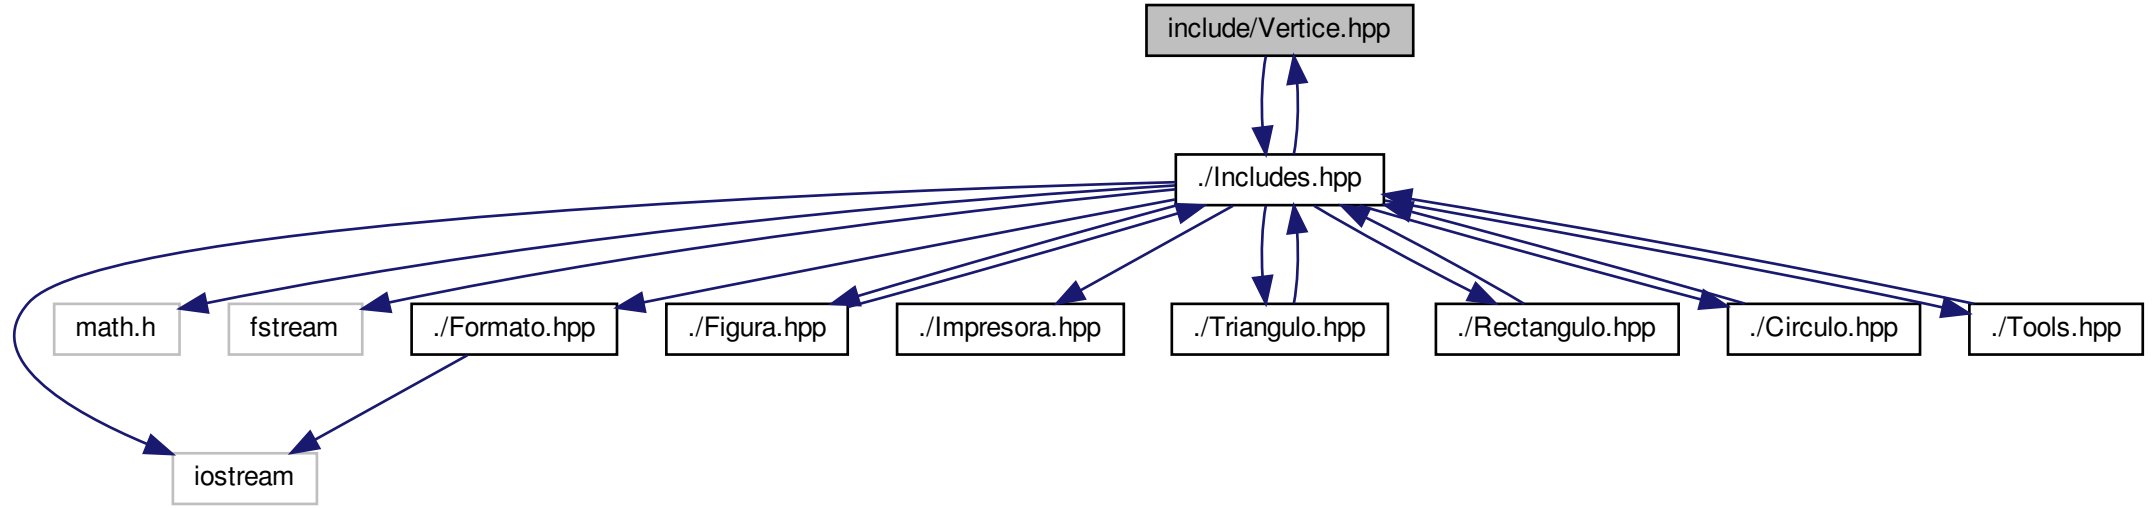 include/Vertice.hpp
./Includes.hpp
math.h
fstream
./Formato.hpp
./Figura.hpp
./Impresora.hpp
./Triangulo.hpp
./Rectangulo.hpp
./Circulo.hpp
./Tools.hpp
iostream